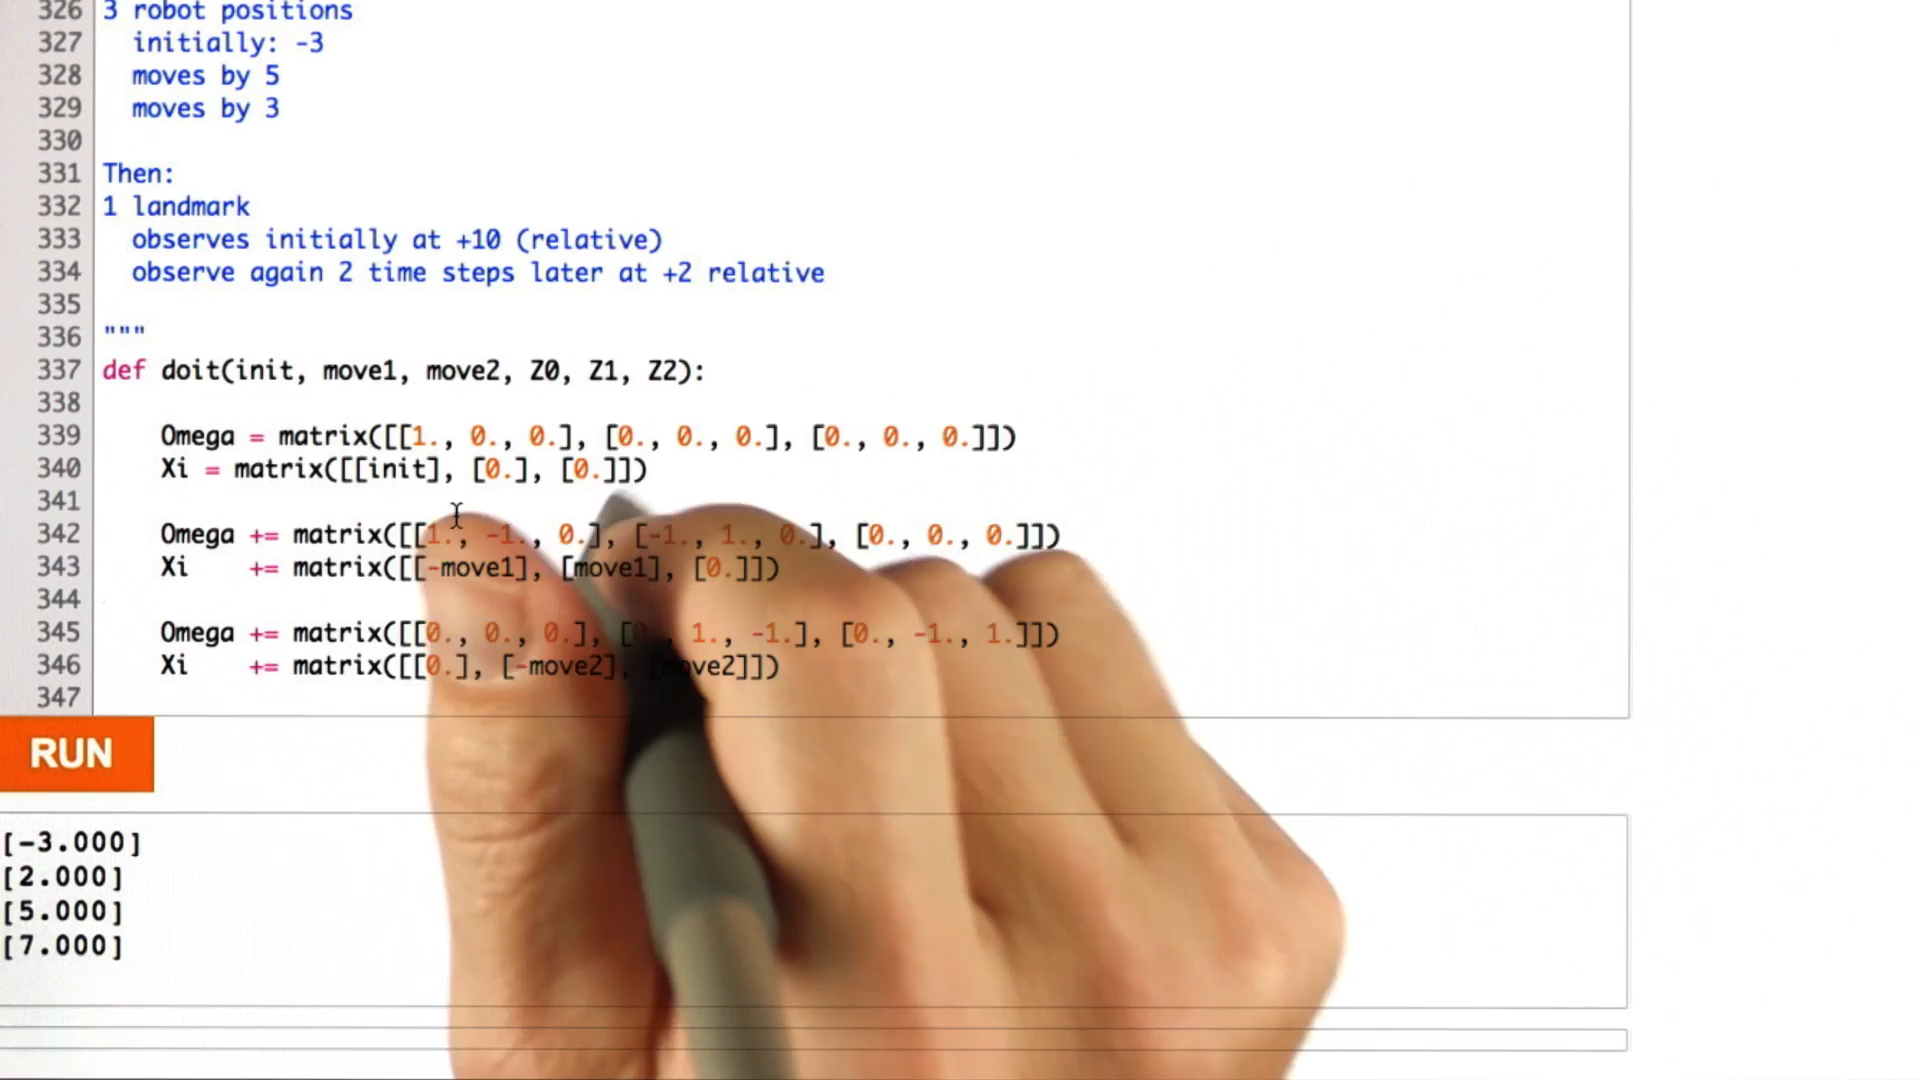 326 3 robot positions
327 initially: -3
328 moves by 5
329 moves by 3
330
331 Then:
332 1 landmark
333 observes initially at +10 (relative)
334 observe again 2 time steps later at +2 relative
335
336 """
337 def doit(init, move1, move2, Z0, Z1, Z2):
338
339 Omega = matrix([[1., 0., 0.], [0., 0., 0.], [0., 0., 0.]])
340 Xi = matrix([[init], [0.], [0.]])
341
342 Omega += matrix([[1., -1., 0.], [-1., 1., 0.], [0., 0., 0.]])
343 Xi += matrix([[-move1], [move1], [0.]])
344
345 Omega += matrix([[0., 0., 0.], [0., 1., -1.], [0., -1., 1.]])
346 Xi += matrix([[0.], [-move2], [move2]])
347
RUN
[-3.000]
[2.000]
[5.000]
[7.000]